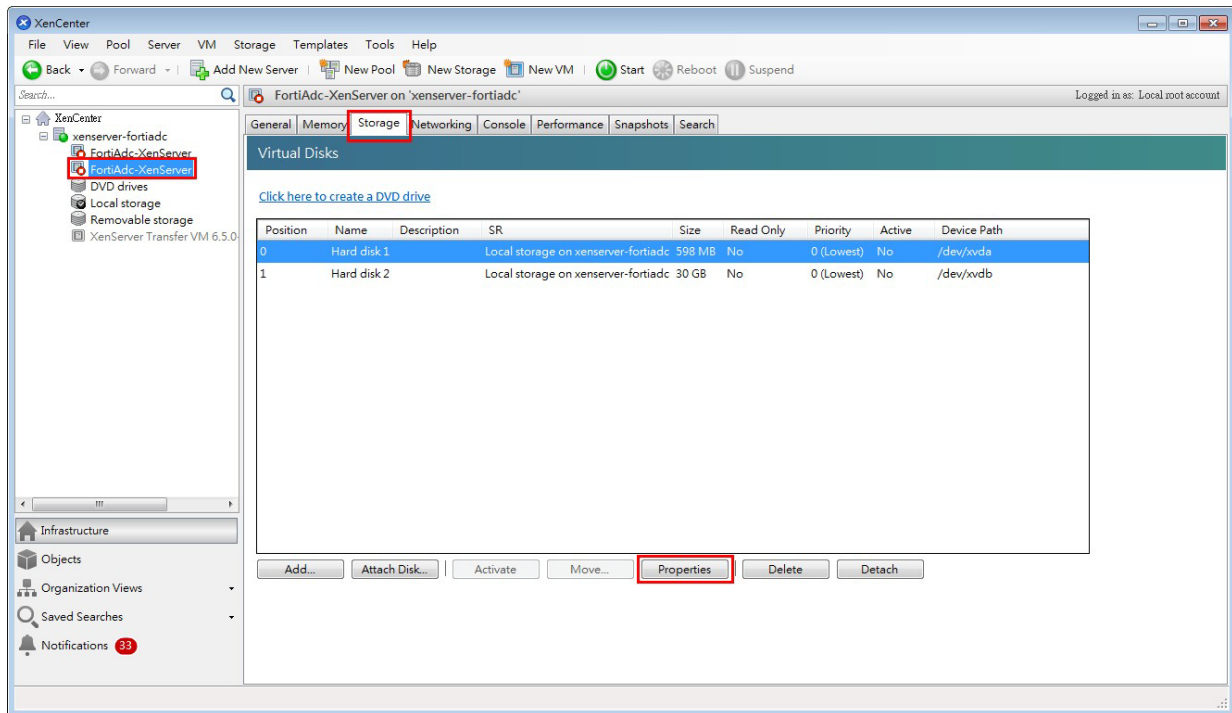 XenCenter
File View Pool Server VM Storage Templates Tools Help
Back Forward Add New Server New Pool New Storage New VM Start Reboot Suspend
Search... FortiAdc-XenServer on 'xenserver-fortiadc' Logged in as: Local root account
XenCenter
xenserver-fortiadc
FortiAdc-XenServer
FortiAdc-XenServer
DVD drives
Local storage
Removable storage
XenServer Transfer VM 6.5.0-
General Memory Storage Networking Console Performance Snapshots Search
Virtual Disks
Click here to create a DVD drive
Position Name Description SR Size Read Only Priority Active Device Path
0 Hard disk 1 Local storage on xenserver-fortiadc 598 MB No 0 (Lowest) No /dev/xvda
1 Hard disk 2 Local storage on xenserver-fortiadc 30 GB No 0 (Lowest) No /dev/xvdb
Add... Attach Disk... Activate Move... Properties Delete Detach
Infrastructure
Objects
Organization Views
Saved Searches
Notifications 33